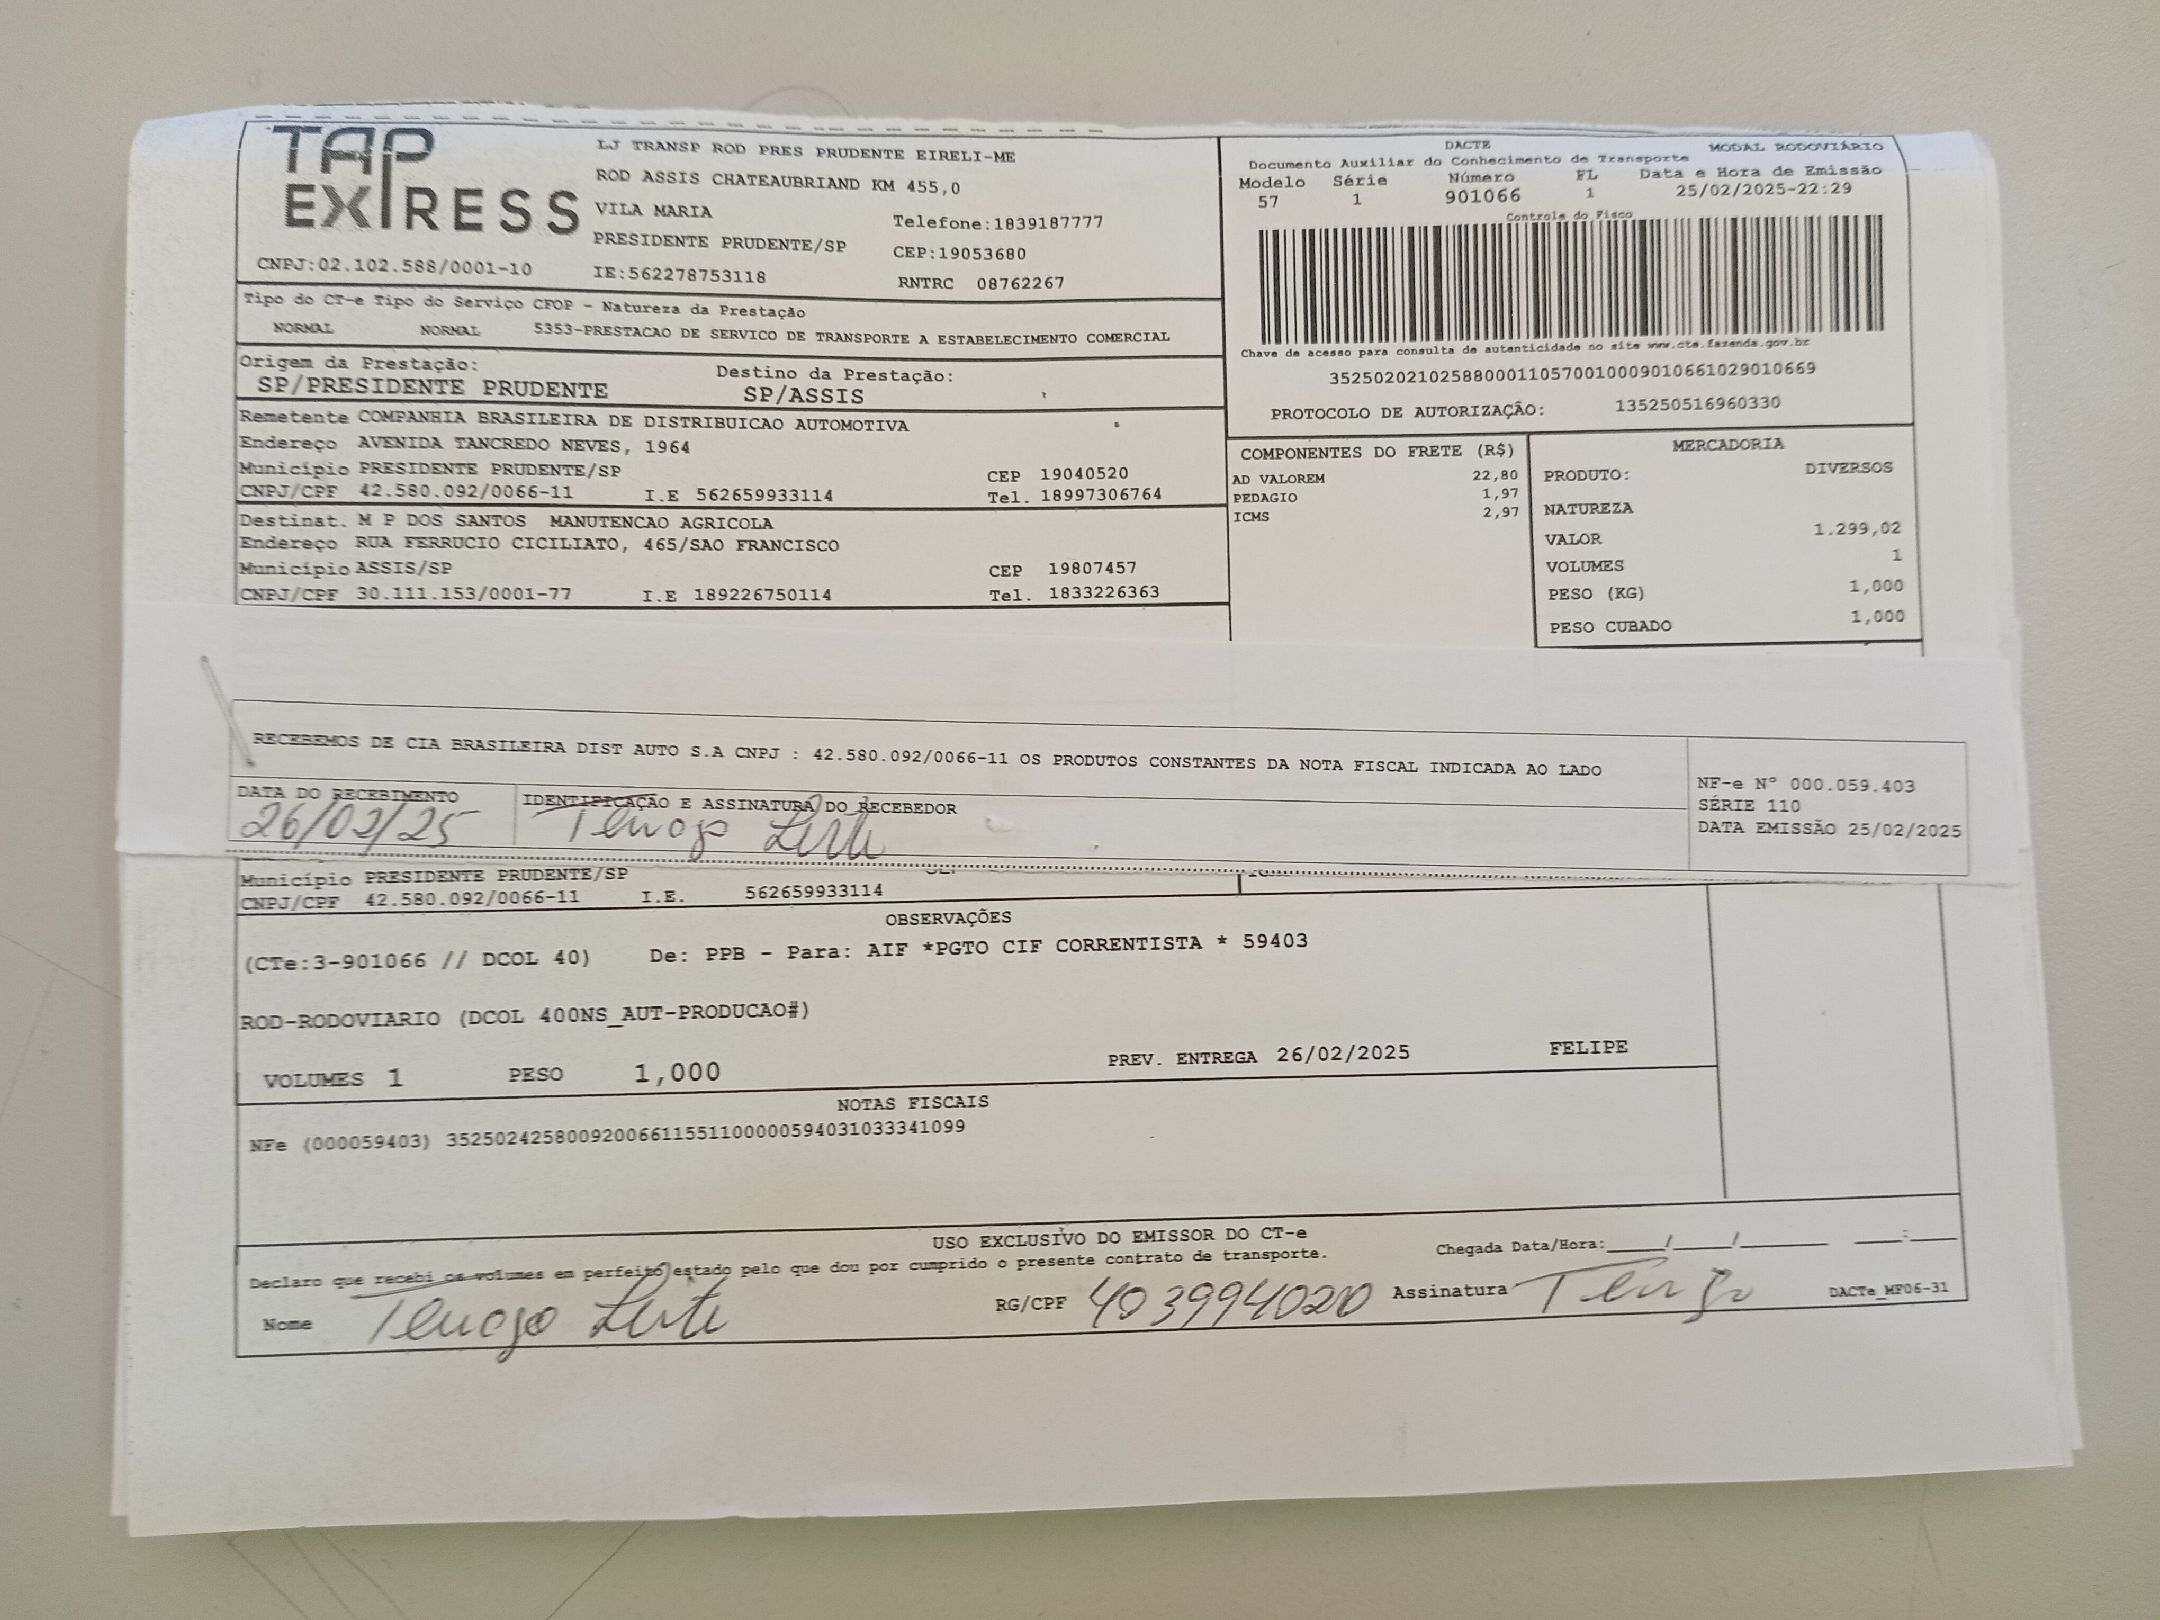 TAP EXPRESS
LJ TRANSP ROD PRES PRUDENTE EIRELI-ME
ROD ASSIS CHATEAUBRIAND KM 455,0
VILA MARIA Telefone:1839187777
PRESIDENTE PRUDENTE/SP CEP:19053680
CNPJ:02.102.588/0001-10 IE:562278753118 RNTRC 08762267
DACTE MODAL RODOVIÁRIO
Documento Auxiliar do Conhecimento de Transporte
Modelo Série Número FL Data e Hora de Emissão
57 1 901066 1 25/02/2025-22:29
Controle do Fisco
Chave de acesso para consulta de autenticidade no site www.cte.fazenda.gov.br
35250202102588000110570010009010661029010669
PROTOCOLO DE AUTORIZAÇÃO: 135250516960330
Tipo do CT-e Tipo do Serviço CFOP - Natureza da Prestação
NORMAL NORMAL 5353-PRESTACAO DE SERVICO DE TRANSPORTE A ESTABELECIMENTO COMERCIAL
Origem da Prestação: Destino da Prestação:
SP/PRESIDENTE PRUDENTE SP/ASSIS
Remetente COMPANHIA BRASILEIRA DE DISTRIBUICAO AUTOMOTIVA
Endereço AVENIDA TANCREDO NEVES, 1964
Município PRESIDENTE PRUDENTE/SP CEP 19040520
CNPJ/CPF 42.580.092/0066-11 I.E 562659933114 Tel. 18997306764
Destinat. M P DOS SANTOS MANUTENCAO AGRICOLA
Endereço RUA FERRUCIO CICILIATO, 465/SAO FRANCISCO
Município ASSIS/SP CEP 19807457
CNPJ/CPF 30.111.153/0001-77 I.E 189226750114 Tel. 1833226363
COMPONENTES DO FRETE (R$)
AD VALOREM 22,80
PEDAGIO 1,97
ICMS 2,97
MERCADORIA
PRODUTO: DIVERSOS
NATUREZA
VALOR 1.299,02
VOLUMES 1
PESO (KG) 1,000
PESO CUBADO 1,000
RECEBEMOS DE CIA BRASILEIRA DIST AUTO S.A CNPJ : 42.580.092/0066-11 OS PRODUTOS CONSTANTES DA NOTA FISCAL INDICADA AO LADO
DATA DO RECEBIMENTO IDENTIFICAÇÃO E ASSINATURA DO RECEBEDOR
26/02/25
NF-e N° 000.059.403
SÉRIE 110
DATA EMISSÃO 25/02/2025
Município PRESIDENTE PRUDENTE/SP
CNPJ/CPF 42.580.092/0066-11 I.E. 562659933114
OBSERVAÇÕES
(CTe:3-901066 // DCOL 40) De: PPB - Para: AIF *PGTO CIF CORRENTISTA * 59403
ROD-RODOVIARIO (DCOL 400NS_AUT-PRODUCAO#)
VOLUMES 1 PESO 1,000 PREV. ENTREGA 26/02/2025 FELIPE
NOTAS FISCAIS
NFe (000059403) 35250242580092006611551100000594031033341099
USO EXCLUSIVO DO EMISSOR DO CT-e
Declaro que recebi os volumes em perfeito estado pelo que dou por cumprido o presente contrato de transporte.
Chegada Data/Hora:____/____/______ ___:___
Nome RG/CPF 403994020 Assinatura DACTe_MF06-31